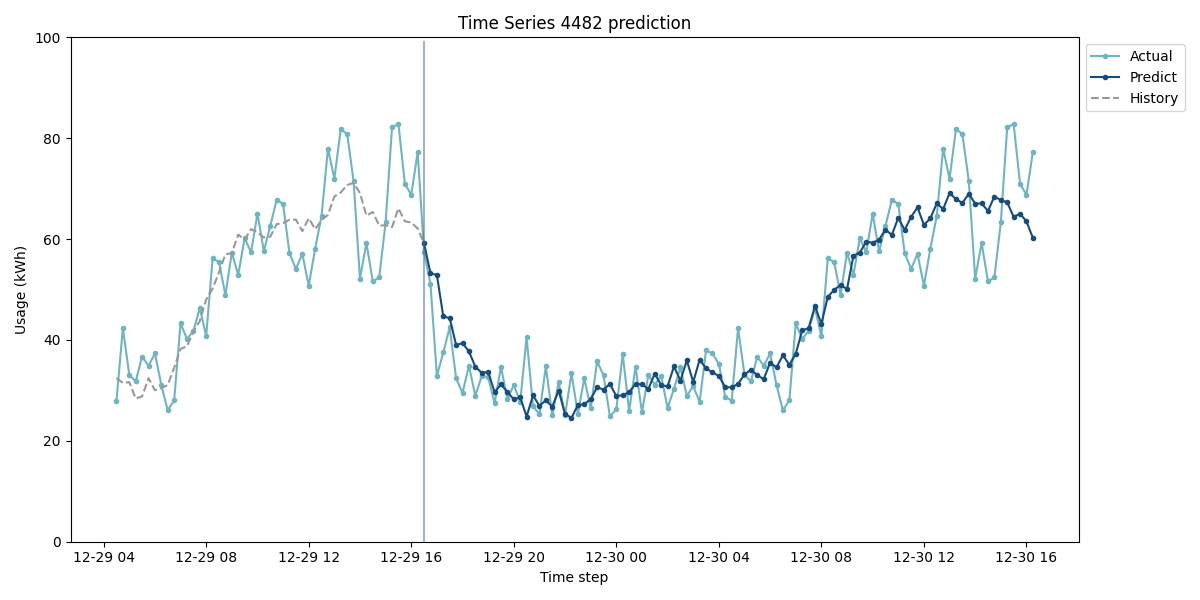 Time Series 4482 prediction
100
80
60
40
20
0
Usage (kWh)
12-29 04
12-29 08
12-29 12
12-29 16
12-29 20
12-30 00
12-30 04
12-30 08
12-30 12
12-30 16
Time step
Actual
Predict
History